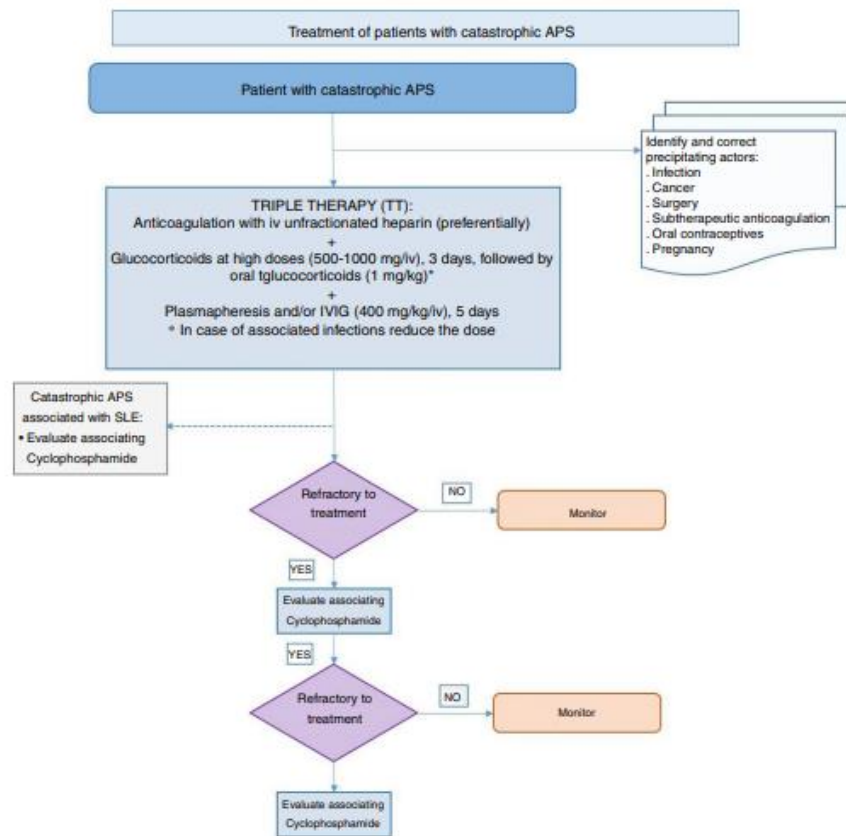 Treatment of patients with catastrophic APS
Patient with catastrophic APS
Identify and correct
precipitating actors:
. Infection
. Cancer
. Surgery
. Subtherapeutic anticoagulation
. Oral contraceptives
. Pregnancy
TRIPLE THERAPY (TT):
Anticoagulation with iv unfractionated heparin (preferentially)
+
Glucocorticoids at high doses (500-1000 mg/iv), 3 days, followed by
oral tglucocorticoids (1 mg/kg)*
+
Plasmapheresis and/or IVIG (400 mg/kg/iv), 5 days
* In case of associated infections reduce the dose
Catastrophic APS
associated with SLE:
• Evaluate associating
Cyclophosphamide
Refractory to
treatment
NO
Monitor
YES
Evaluate associating
Cyclophosphamide
YES
Refractory to
treatment
NO
Monitor
Evaluate associating
Cyclophosphamide